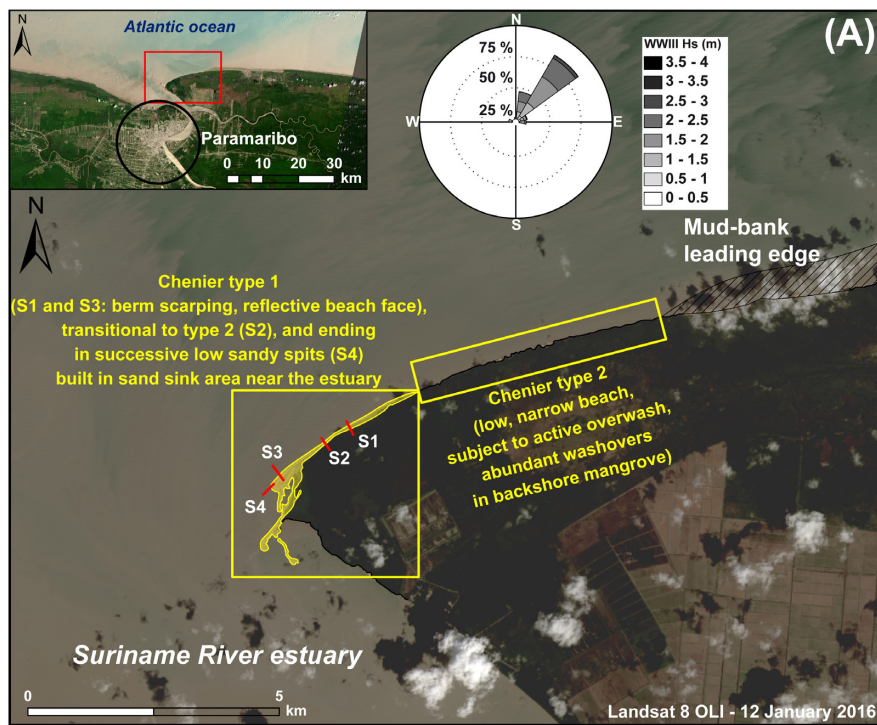 Atlantic ocean
N
Paramaribo
0 10 20 30
km
N
75 %
50 %
25 %
W
E
S
WWIII Hs (m)
3.5 - 4
3 - 3.5
2.5 - 3
2 - 2.5
1.5 - 2
1 - 1.5
0.5 - 1
0 - 0.5
(A)
N
Mud-bank
leading edge
Chenier type 1
(S1 and S3: berm scarping, reflective beach face),
transitional to type 2 (S2), and ending
in successive low sandy spits (S4)
built in sand sink area near the estuary
Chenier type 2
(low, narrow beach,
subject to active overwash,
abundant washovers
in backshore mangrove)
S1
S2
S3
S4
Suriname River estuary
0 5
km
Landsat 8 OLI - 12 January 2016